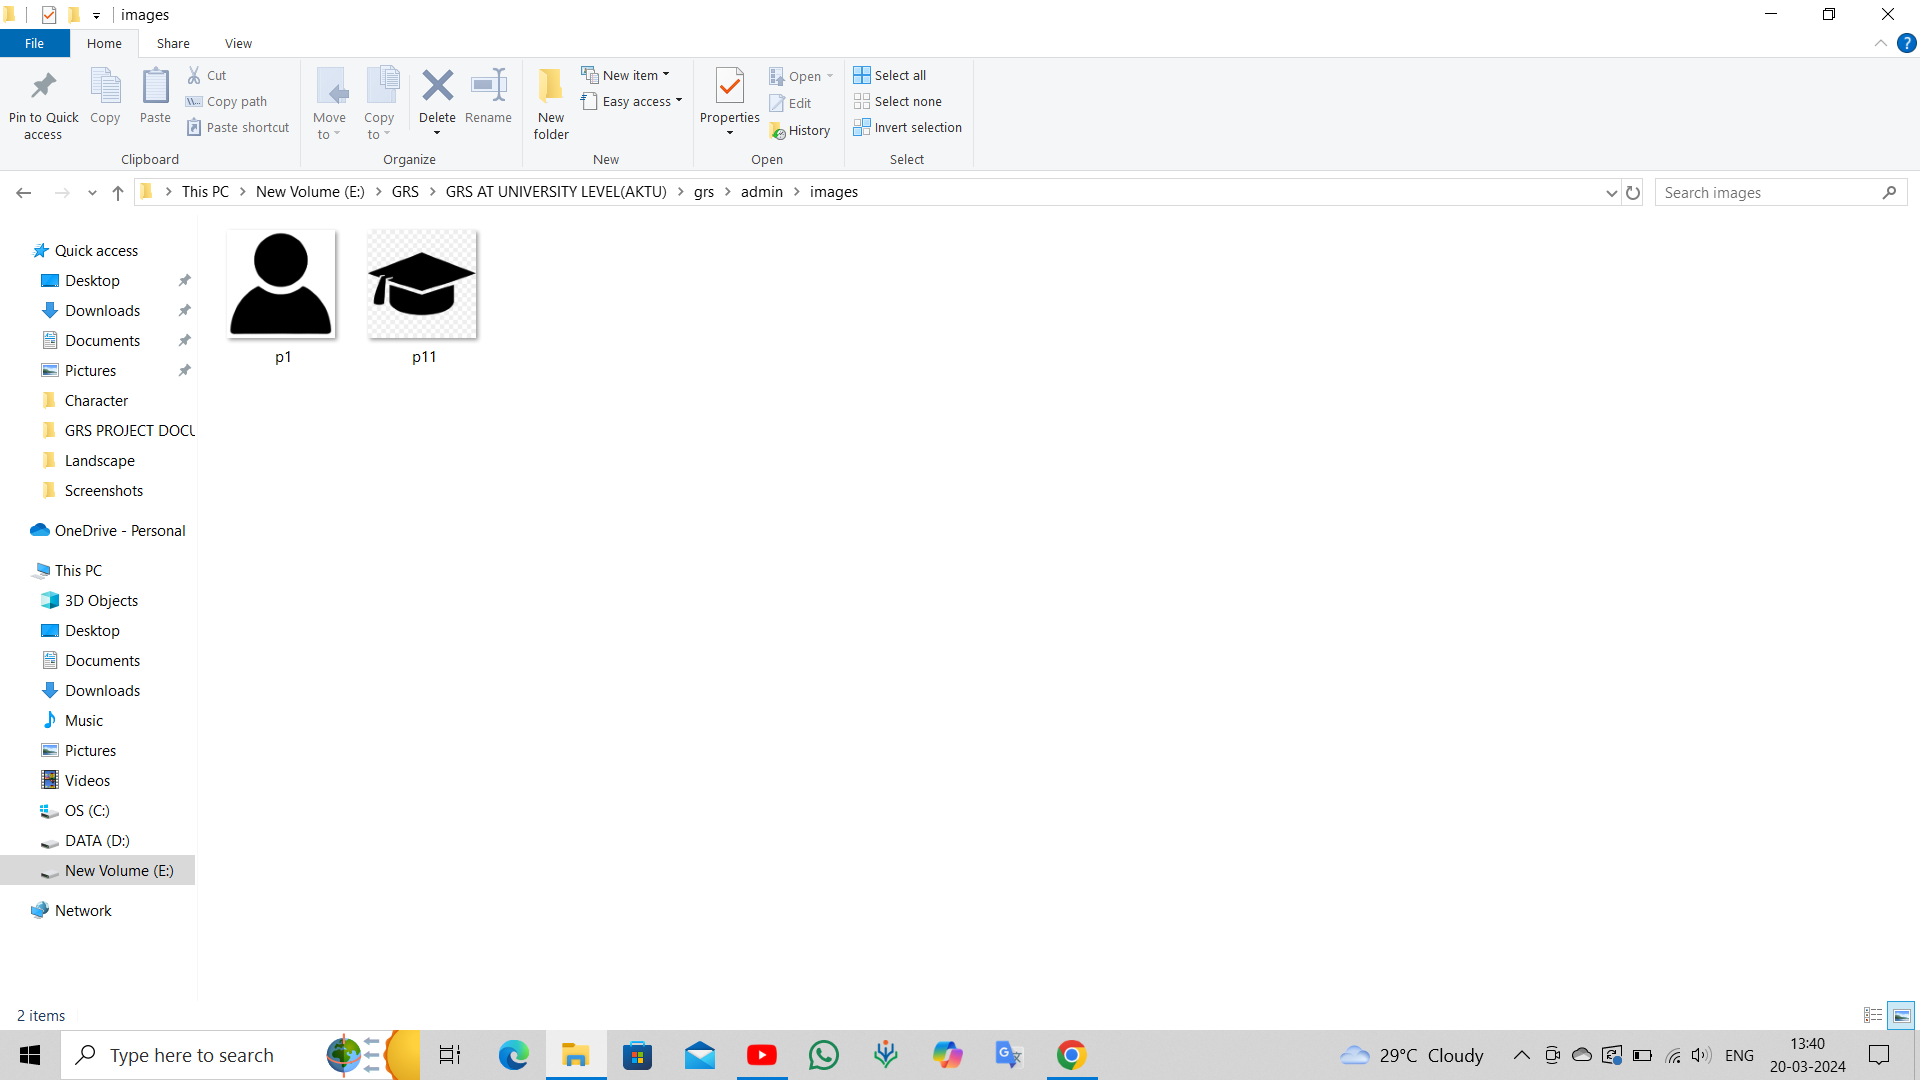 images
File Home Share View
Pin to Quick access
Copy
Paste
Cut
Copy path
Paste shortcut
Clipboard
Move to
Copy to
Delete
Rename
Organize
New folder
New item
Easy access
New
Properties
Open
Edit
History
Open
Select all
Select none
Invert selection
Select
This PC New Volume (E:) GRS GRS AT UNIVERSITY LEVEL(AKTU) grs admin images
Search images
Quick access
Desktop
Downloads
Documents
Pictures
Character
GRS PROJECT DOCU
Landscape
Screenshots
OneDrive - Personal
This PC
3D Objects
Desktop
Documents
Downloads
Music
Pictures
Videos
OS (C:)
DATA (D:)
New Volume (E:)
Network
p1
p11
2 items
Type here to search
29°C Cloudy
ENG
13:40
20-03-2024